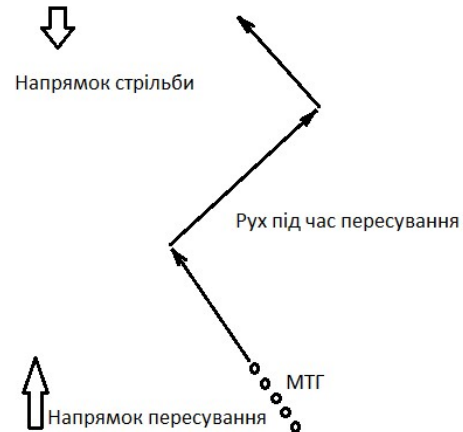 Напрямок стрільби
Рух під час пересування
МТГ
Напрямок пересування